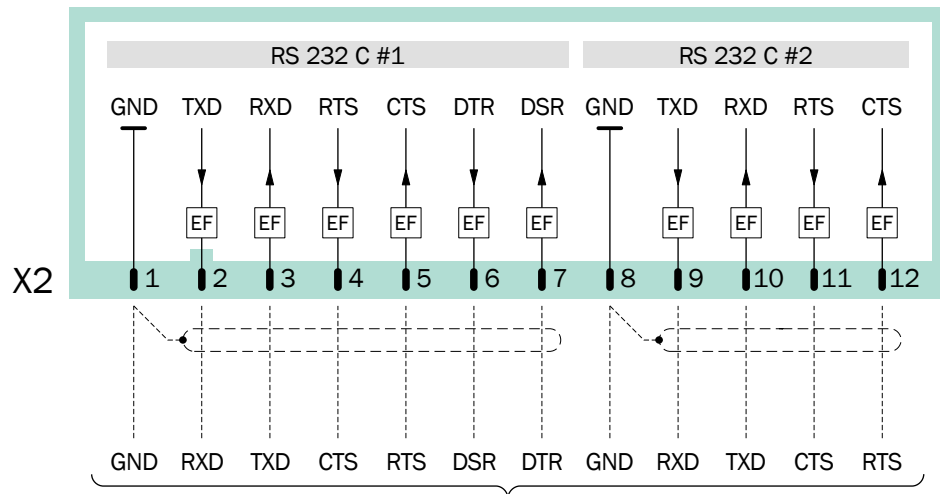 RS 232 C #1 RS 232 C #2
GND TXD RXD RTS CTS DTR DSR GND TXD RXD RTS CTS
EF EF EF EF EF EF EF EF EF EF
X2 1 2 3 4 5 6 7 8 9 10 11 12
GND RXD TXD CTS RTS DSR DTR GND RXD TXD CTS RTS